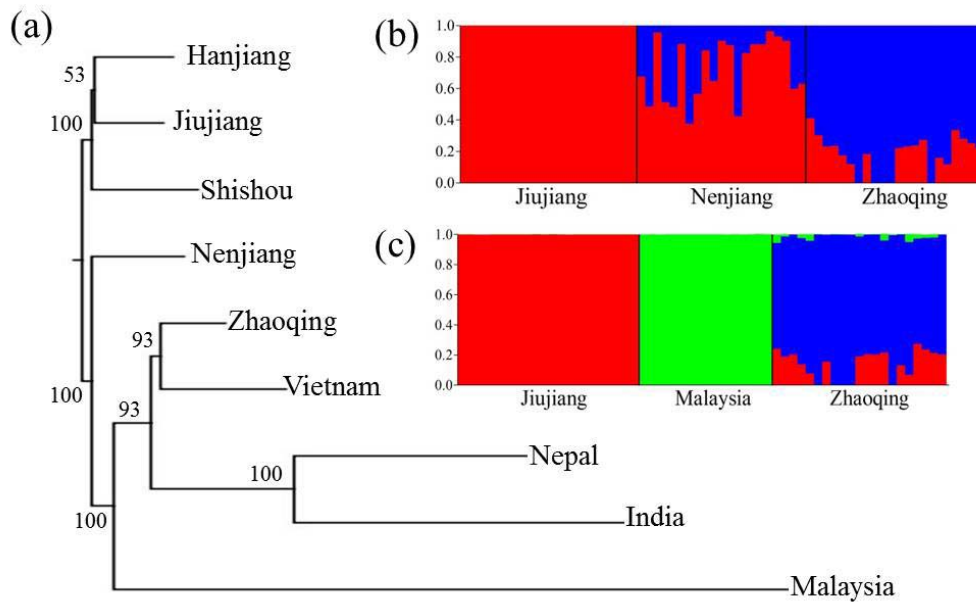 (a)
Hanjiang
53
Jiujiang
100
Shishou
Nenjiang
Zhaoqing
93
Vietnam
100
93
Nepal
100
India
100
Malaysia
(b)
1.0
0.8
0.6
0.4
0.2
0.0
Jiujiang Nenjiang Zhaoqing
(c)
1.0
0.8
0.6
0.4
0.2
0.0
Jiujiang Malaysia Zhaoqing